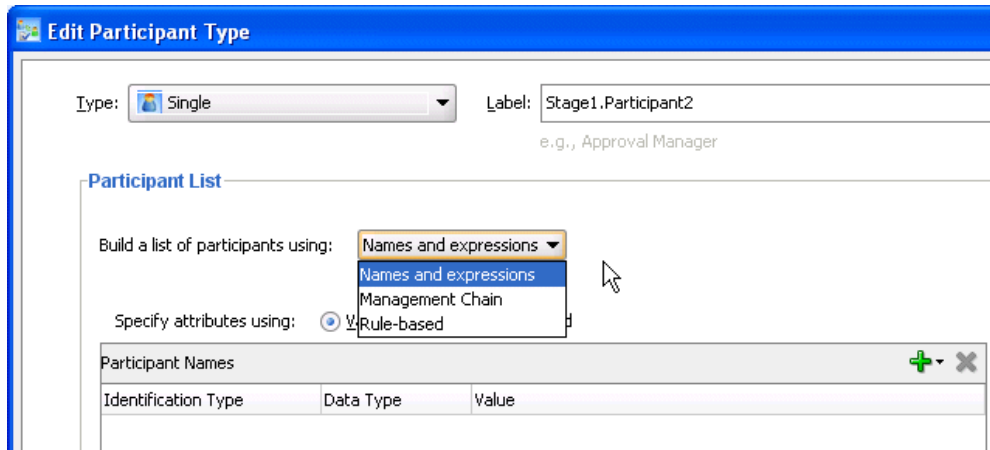 Edit Participant Type
Type: Single Label: Stage1.Participant2
e.g., Approval Manager
Participant List
Build a list of participants using: Names and expressions
Names and expressions
Management Chain
Specify attributes using:
Rule-based
Participant Names
Identification Type Data Type Value